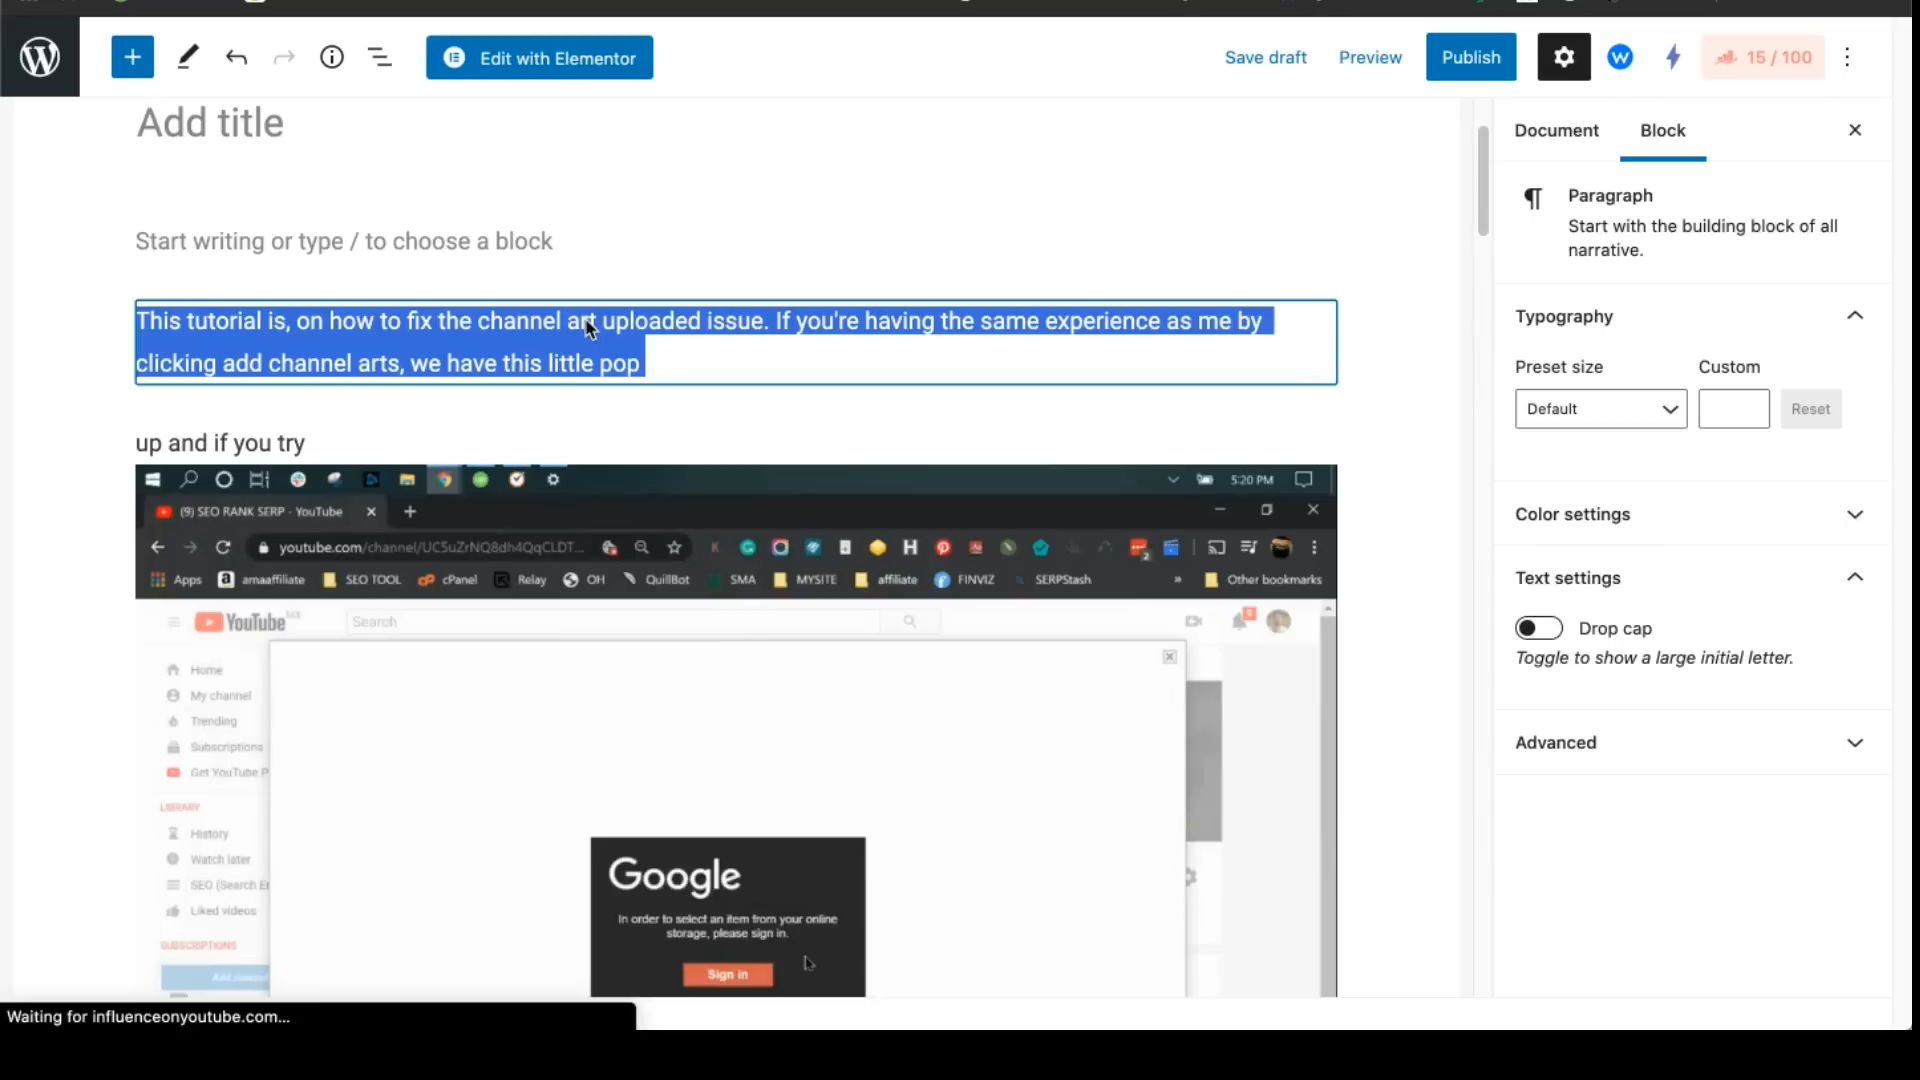 Edit with Elementor
Save draft
Preview
Publish
15 / 100
Add title
Start writing or type / to choose a block
This tutorial is, on how to fix the channel art uploaded issue. If you're having the same experience as me by
clicking add channel arts, we have this little pop
up and if you try
5:20 PM
(9) SEO RANK SERP - YouTube
youtube.com/channel/UC5uZrNQ8dh4QqCLDT...
Apps
amaaffiliate
SEO TOOL
cPanel
Relay
OH
QuillBot
SMA
MYSITE
affiliate
FINVIZ
SERPStash
»
Other bookmarks
YouTube
Search
Home
My channel
Trending
Subscriptions
Get YouTube P
LIBRARY
History
Watch later
SEO (Search E
Liked videos
SUBSCRIPTIONS
Google
In order to select an item from your online
storage, please sign in.
Sign in
Document
Block
Paragraph
Start with the building block of all
narrative.
Typography
Preset size
Custom
Default
Reset
Color settings
Text settings
Drop cap
Toggle to show a large initial letter.
Advanced
Waiting for influenceonyoutube.com...